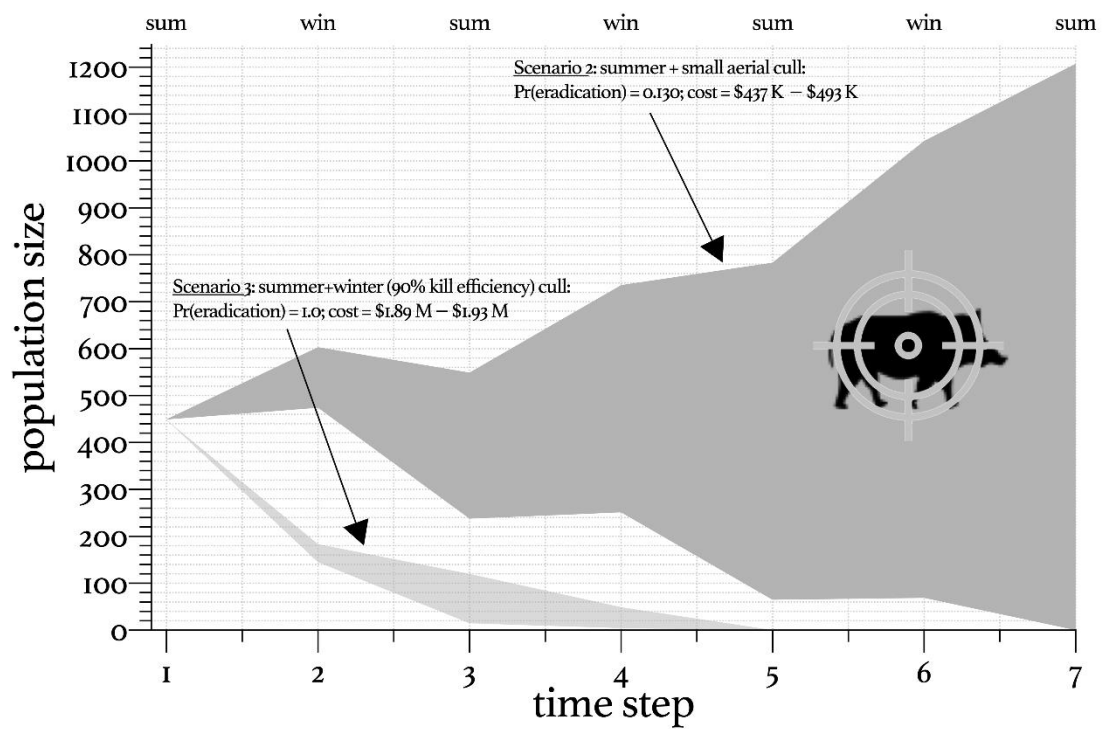 sum win sum win sum win sum
Scenario 2: summer + small aerial cull:
Pr(eradication) = 0.130; cost = $437 K – $493 K
Scenario 3: summer+winter (90% kill efficiency) cull:
Pr(eradication) = 1.0; cost = $1.89 M – $1.93 M
population size
1200
1100
1000
900
800
700
600
500
400
300
200
100
0
1 2 3 4 5 6 7
time step